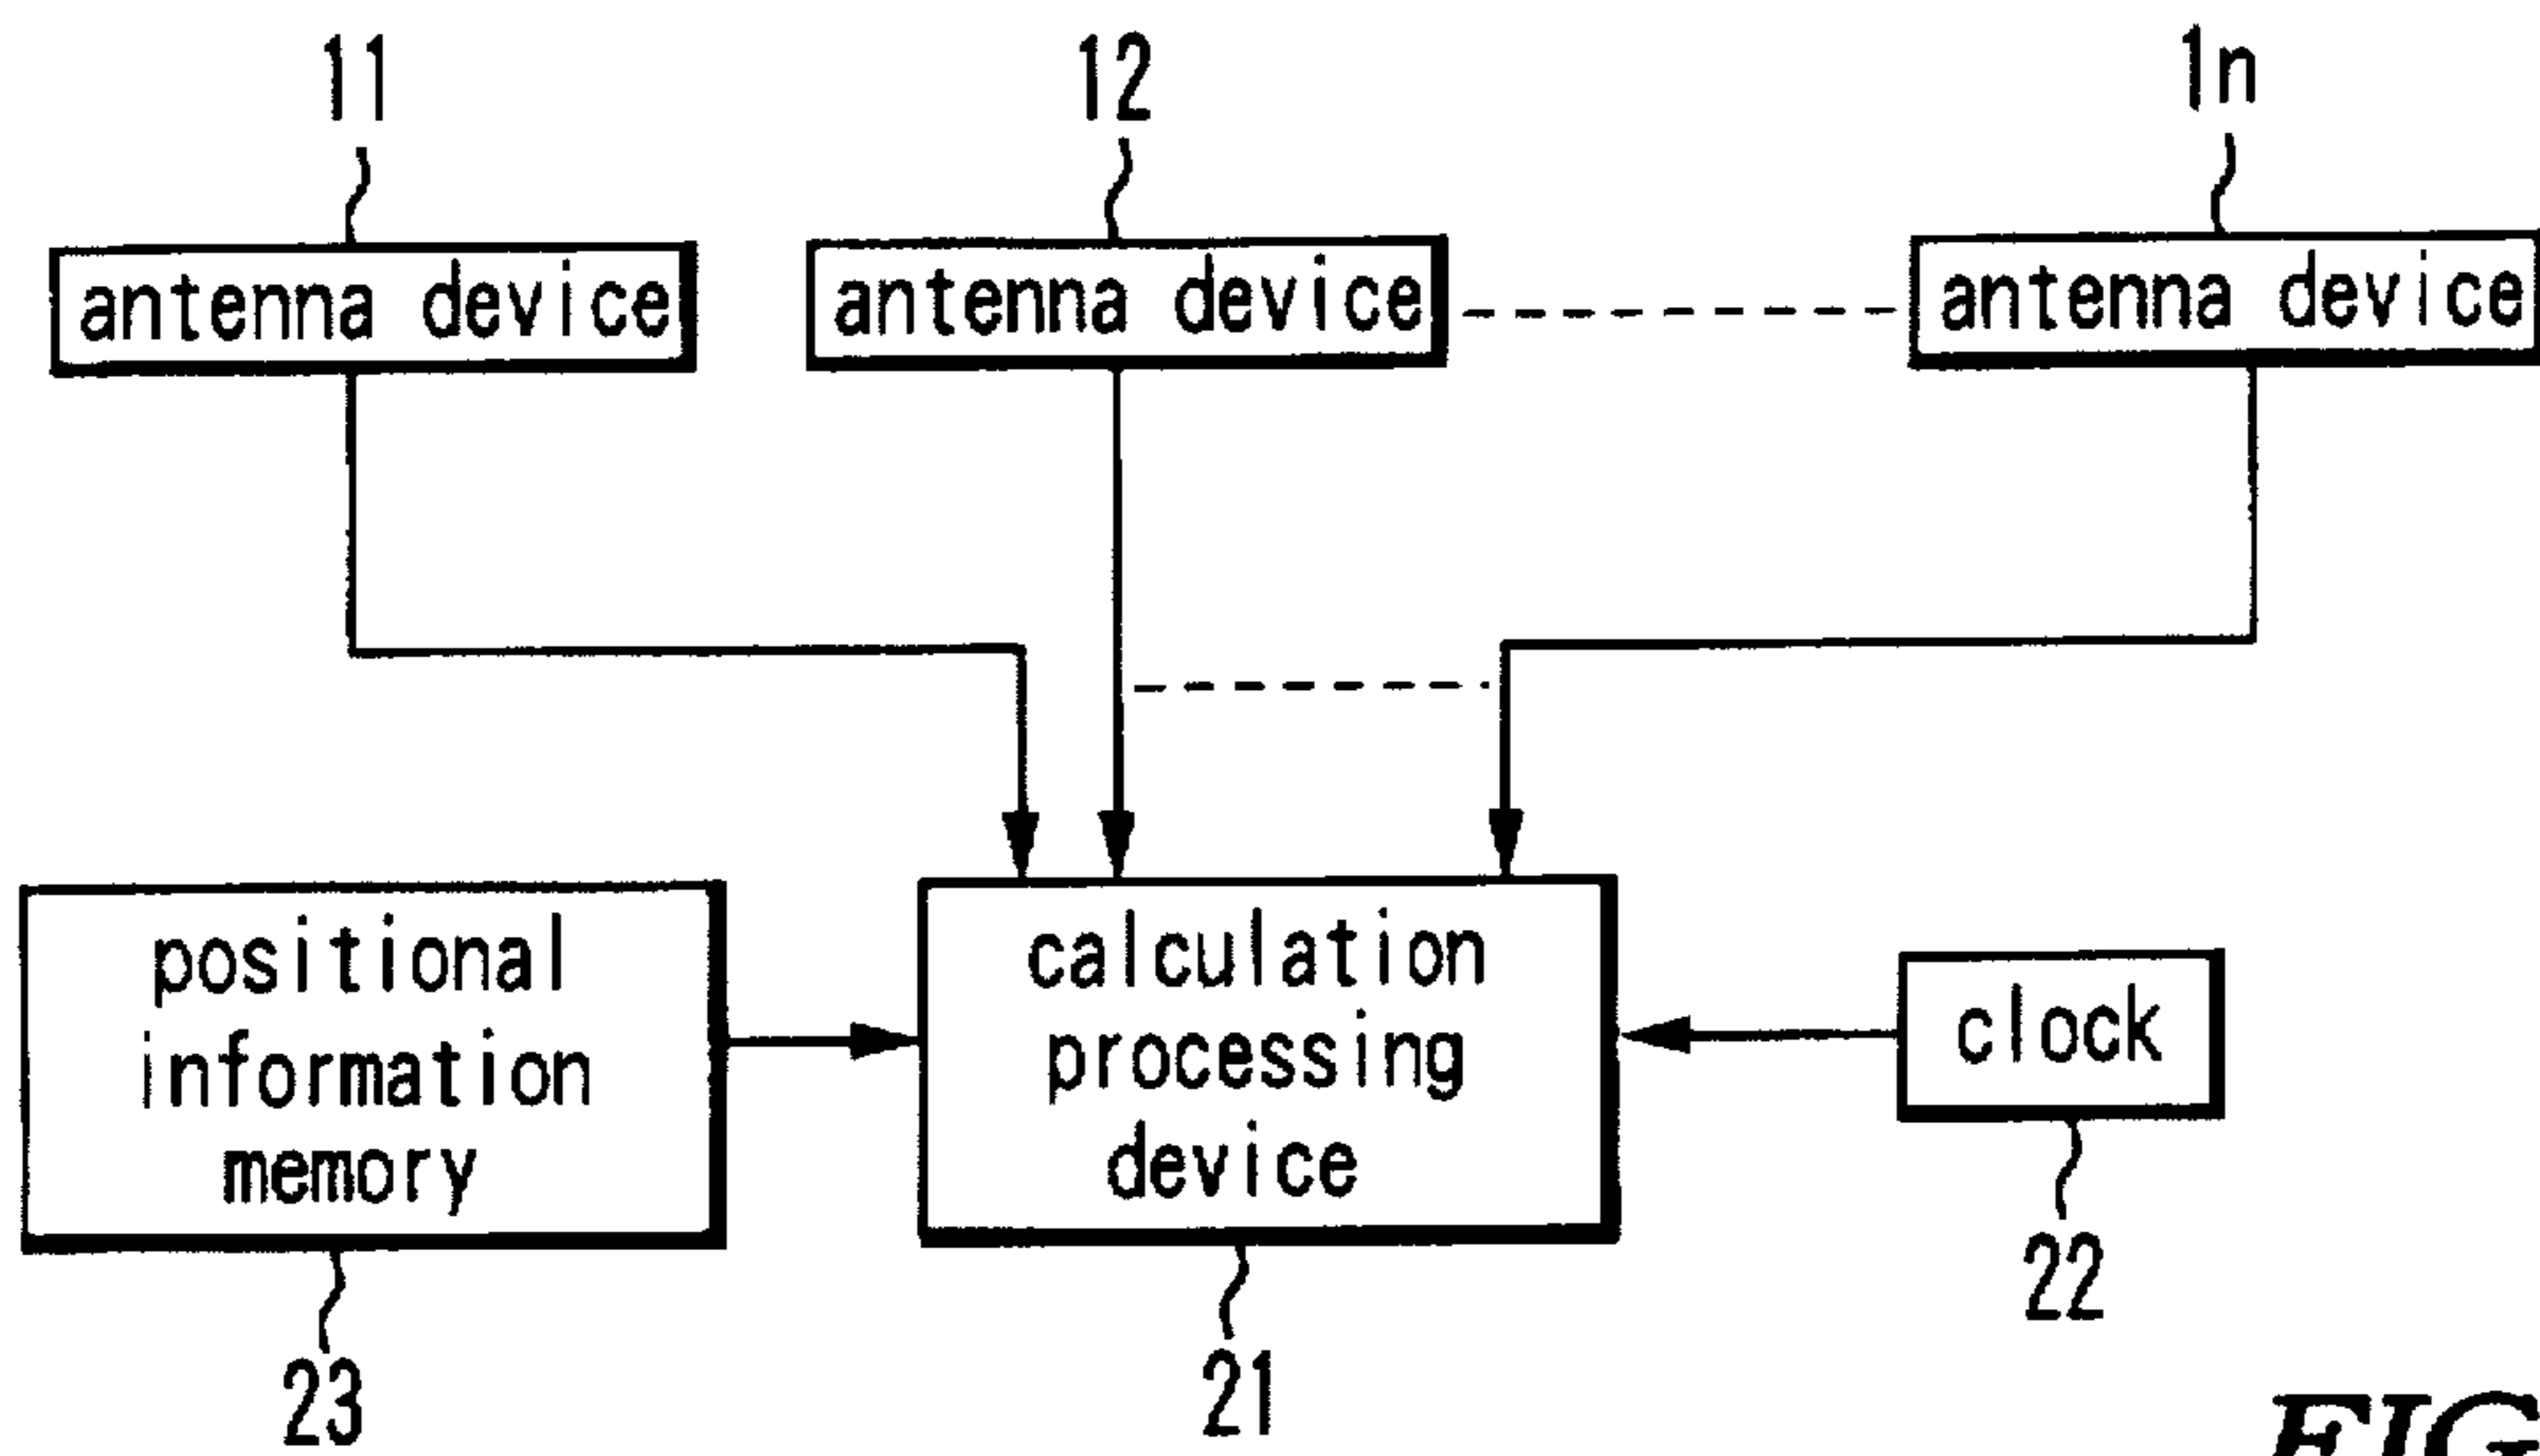 11 12 1n
antenna device antenna device antenna device
positional
information
memory
calculation
processing
device
clock
23 21 22
FIG